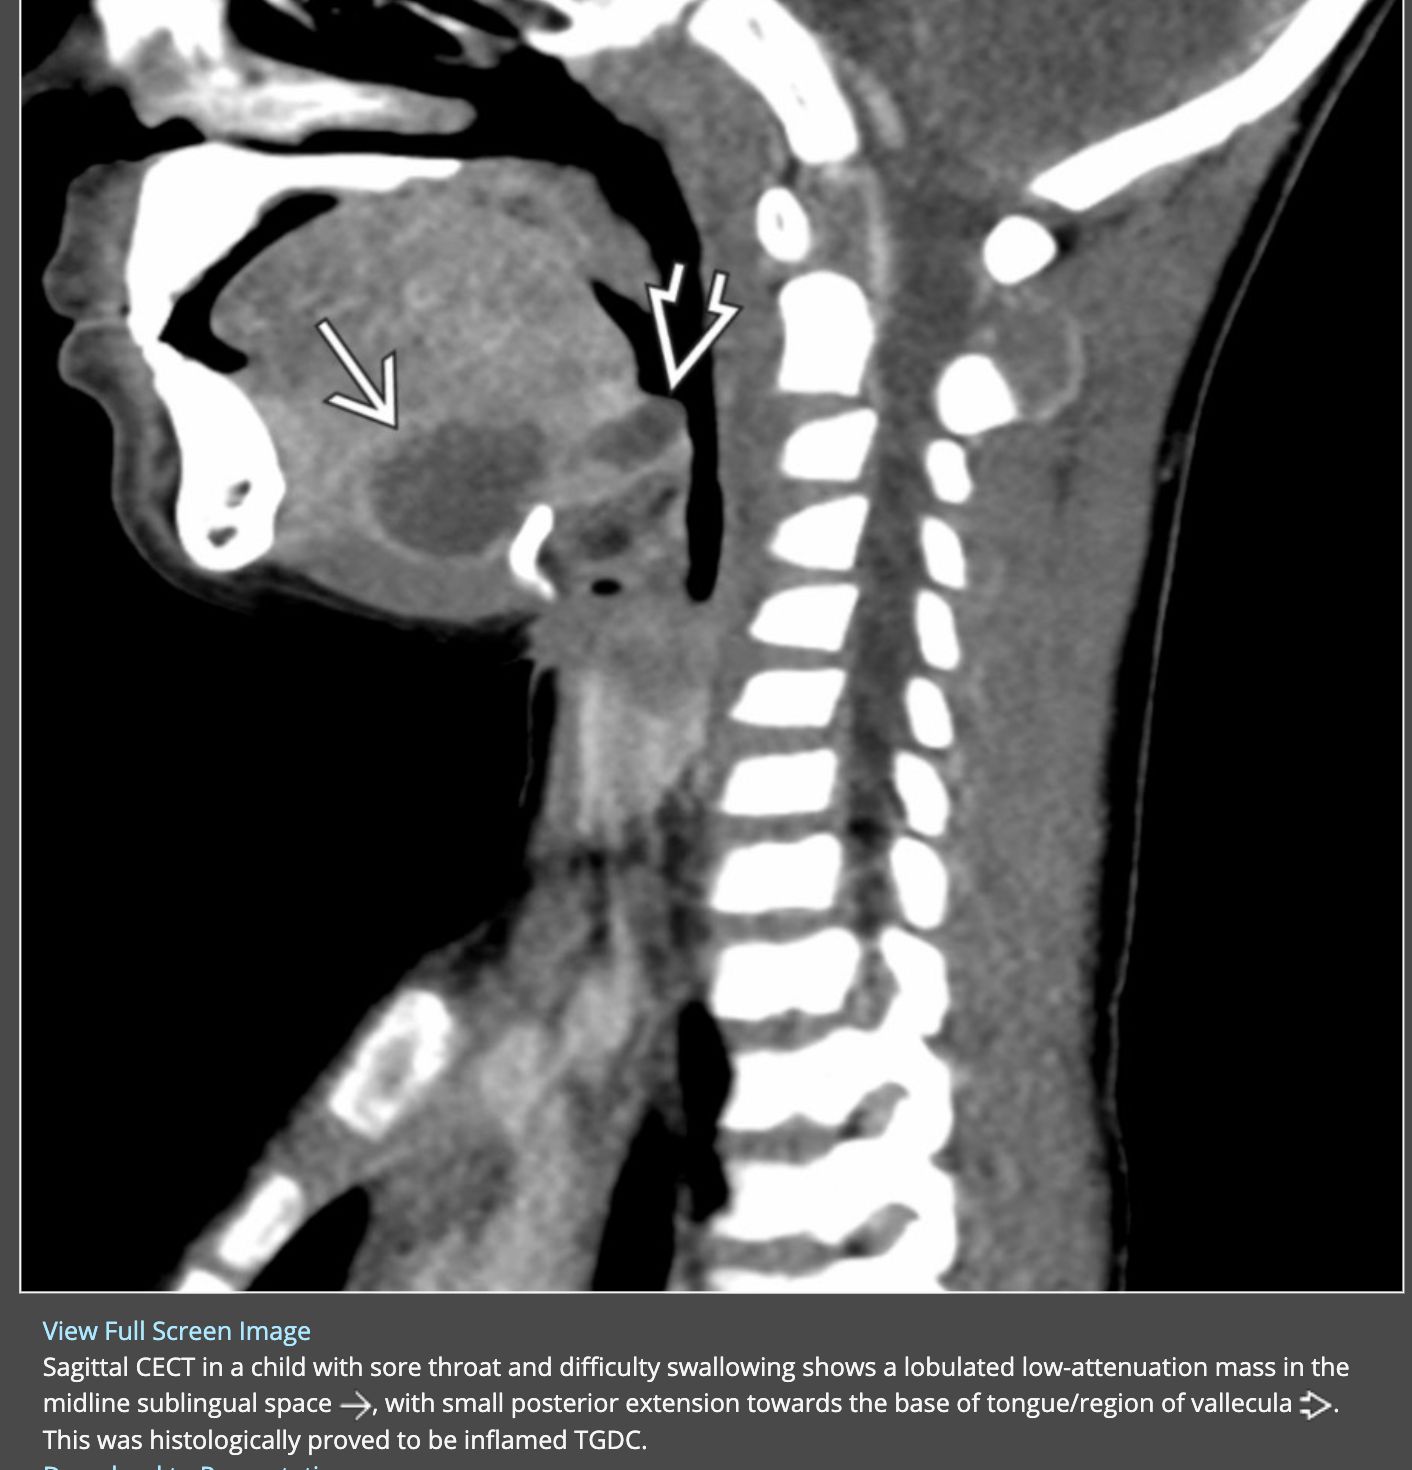 View Full Screen Image
Sagittal CECT in a child with sore throat and difficulty swallowing shows a lobulated low-attenuation mass in the
midline sublingual space , with small posterior extension towards the base of tongue/region of vallecula .
This was histologically proved to be inflamed TGDC.